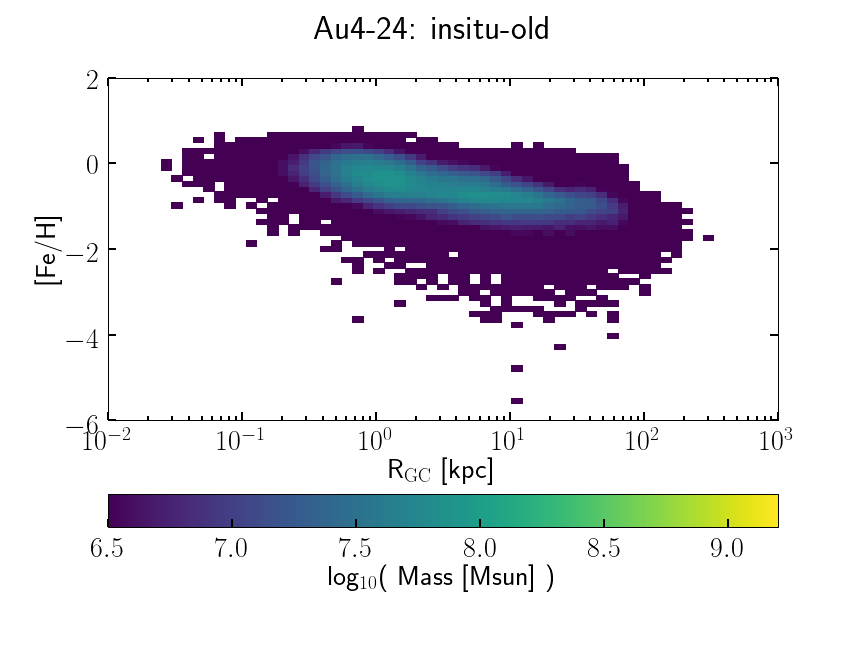 Au4-24: insitu-old
2
0
−2
−4
−6
[Fe/H]
10⁻² 10⁻¹ 10⁰ 10¹ 10² 10³
R_GC [kpc]
6.5 7.0 7.5 8.0 8.5 9.0
log₁₀( Mass [Msun] )